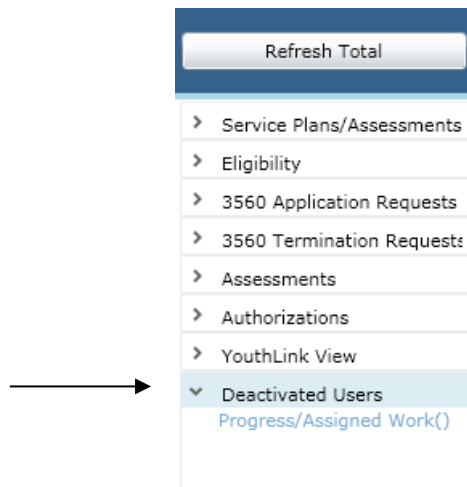 Refresh Total
Service Plans/Assessments
Eligibility
3560 Application Requests
3560 Termination Requests
Assessments
Authorizations
YouthLink View
Deactivated Users
Progress/Assigned Work()